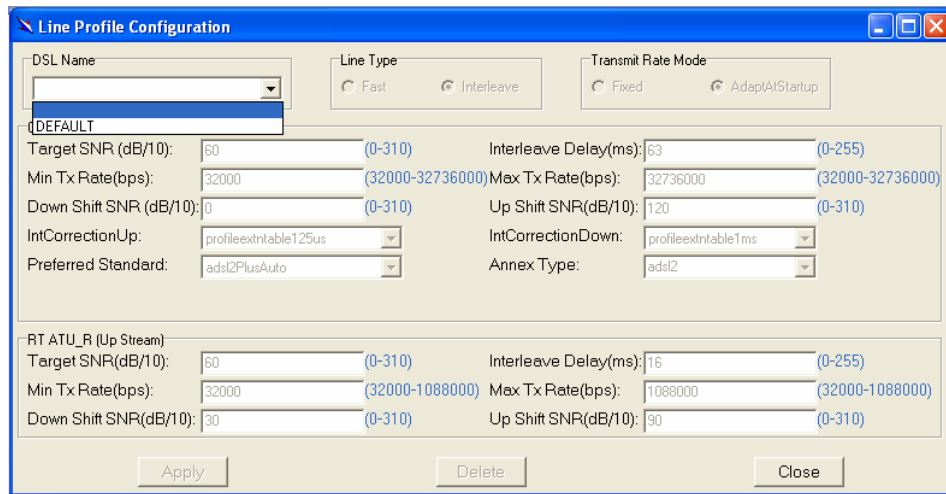 Line Profile Configuration
DSL Name
Line Type
Transmit Rate Mode
Fast
Interleave
Fixed
AdaptAtStartup
DEFAULT
Target SNR (dB/10): 60 (0-310) Interleave Delay(ms): 63 (0-255)
Min Tx Rate(bps): 32000 (32000-32736000) Max Tx Rate(bps): 32736000 (32000-32736000)
Down Shift SNR (dB/10): 0 (0-310) Up Shift SNR(dB/10): 120 (0-310)
IntCorrectionUp: profileextntable125us IntCorrectionDown: profileextntable1ms
Preferred Standard: adsl2PlusAuto Annex Type: adsl2
RT ATU_R (Up Stream)
Target SNR(dB/10): 60 (0-310) Interleave Delay(ms): 16 (0-255)
Min Tx Rate(bps): 32000 (32000-1088000) Max Tx Rate(bps): 1088000 (32000-1088000)
Down Shift SNR(dB/10): 30 (0-310) Up Shift SNR(dB/10): 90 (0-310)
Apply
Delete
Close